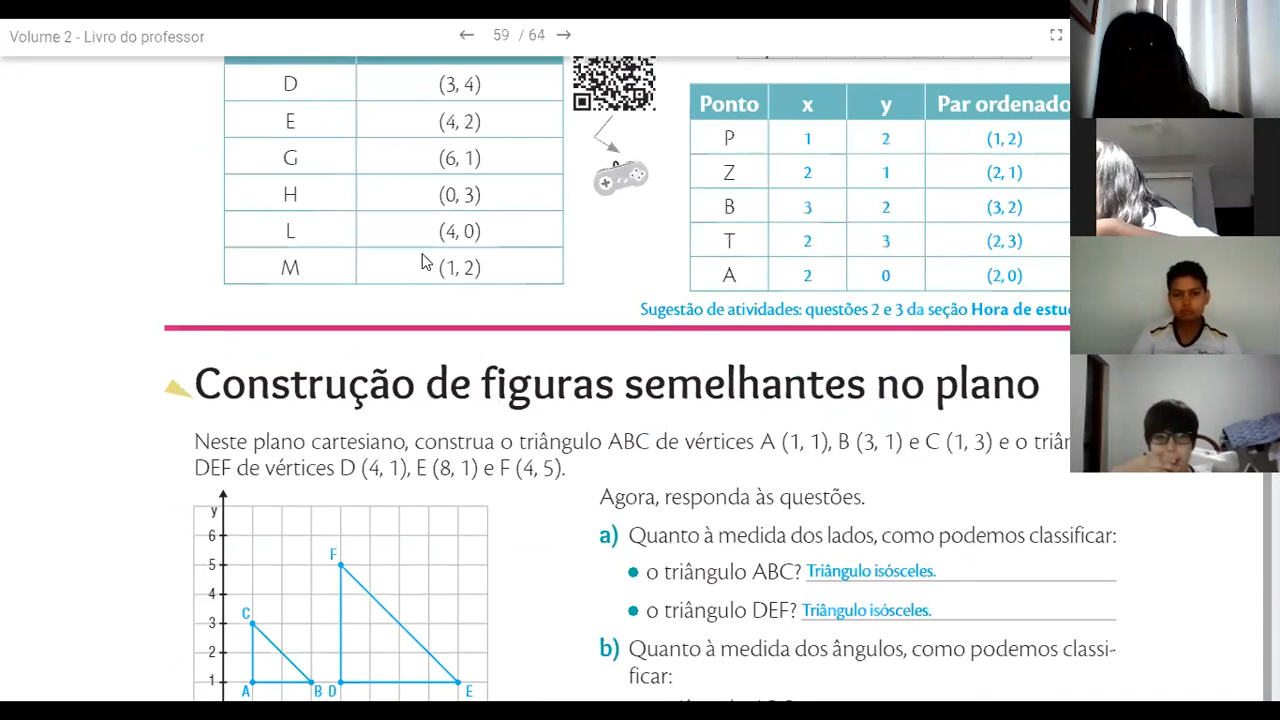 Volume 2 - Livro do professor
59 / 64
D (3, 4)
E (4, 2)
G (6, 1)
H (0, 3)
L (4, 0)
M (1, 2)
Ponto x y Par ordenado
P 1 2 (1, 2)
Z 2 1 (2, 1)
B 3 2 (3, 2)
T 2 3 (2, 3)
A 2 0 (2, 0)
Sugestão de atividades: questões 2 e 3 da seção Hora de estu
Construção de figuras semelhantes no plano
Neste plano cartesiano, construa o triângulo ABC de vértices A (1, 1), B (3, 1) e C (1, 3) e o triân
DEF de vértices D (4, 1), E (8, 1) e F (4, 5).
y
6
5
4
3
2
1
F
C
A B D E
Agora, responda às questões.
a) Quanto à medida dos lados, como podemos classificar:
• o triângulo ABC? Triângulo isósceles.
• o triângulo DEF? Triângulo isósceles.
b) Quanto à medida dos ângulos, como podemos classi-
ficar: